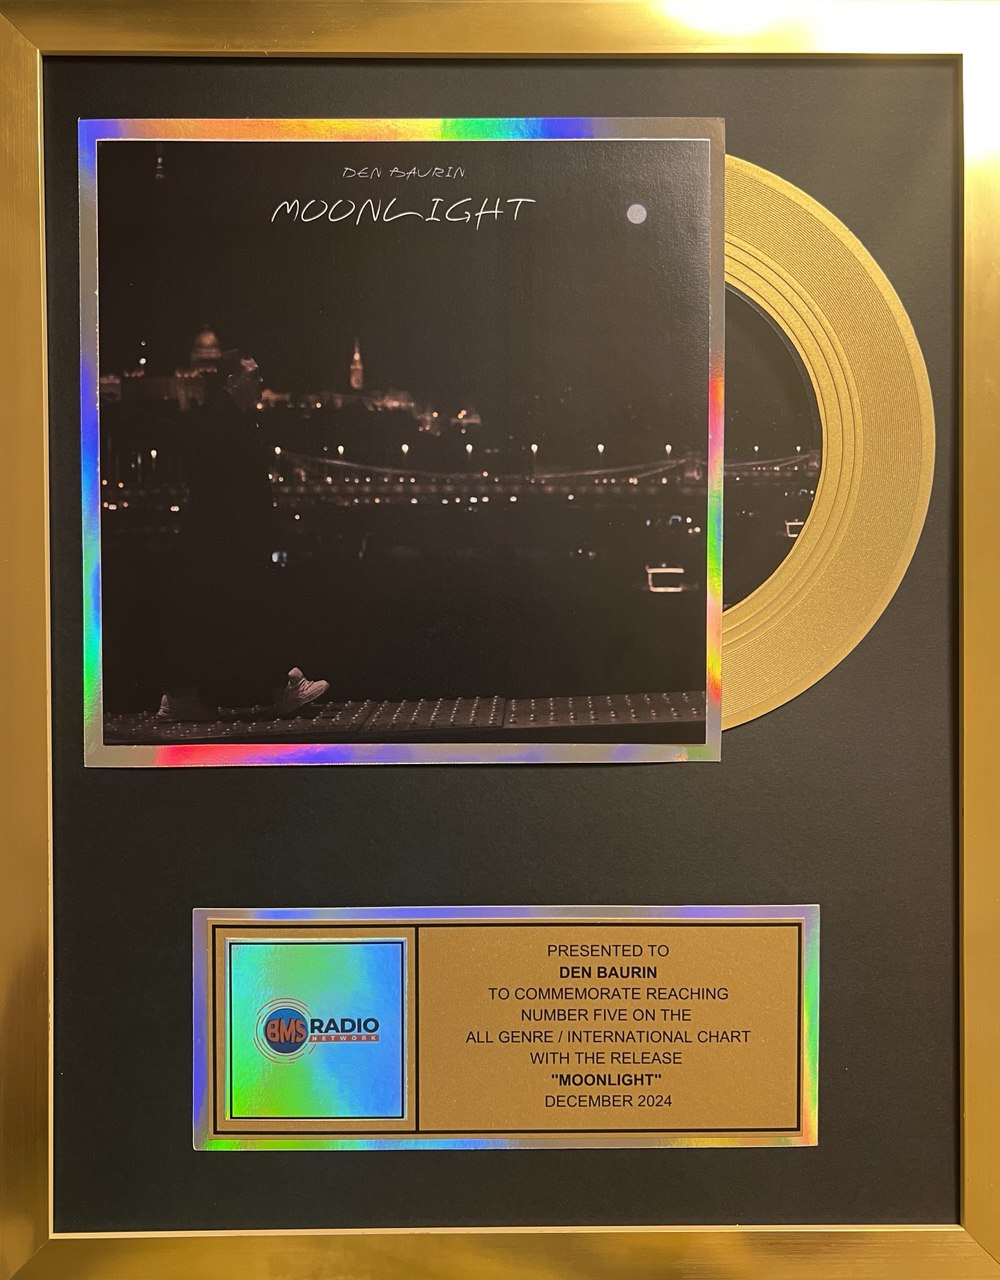 DEN BAURIN
MOONLIGHT
BMS RADIO
NETWORK
PRESENTED TO
DEN BAURIN
TO COMMEMORATE REACHING
NUMBER FIVE ON THE
ALL GENRE / INTERNATIONAL CHART
WITH THE RELEASE
"MOONLIGHT"
DECEMBER 2024